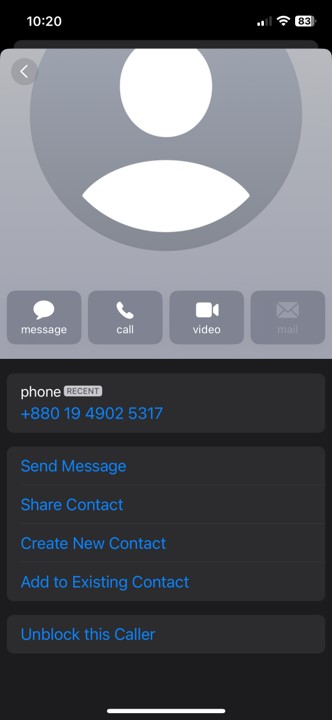 10:20
83
message
call
video
mail
phone RECENT
+880 19 4902 5317
Send Message
Share Contact
Create New Contact
Add to Existing Contact
Unblock this Caller